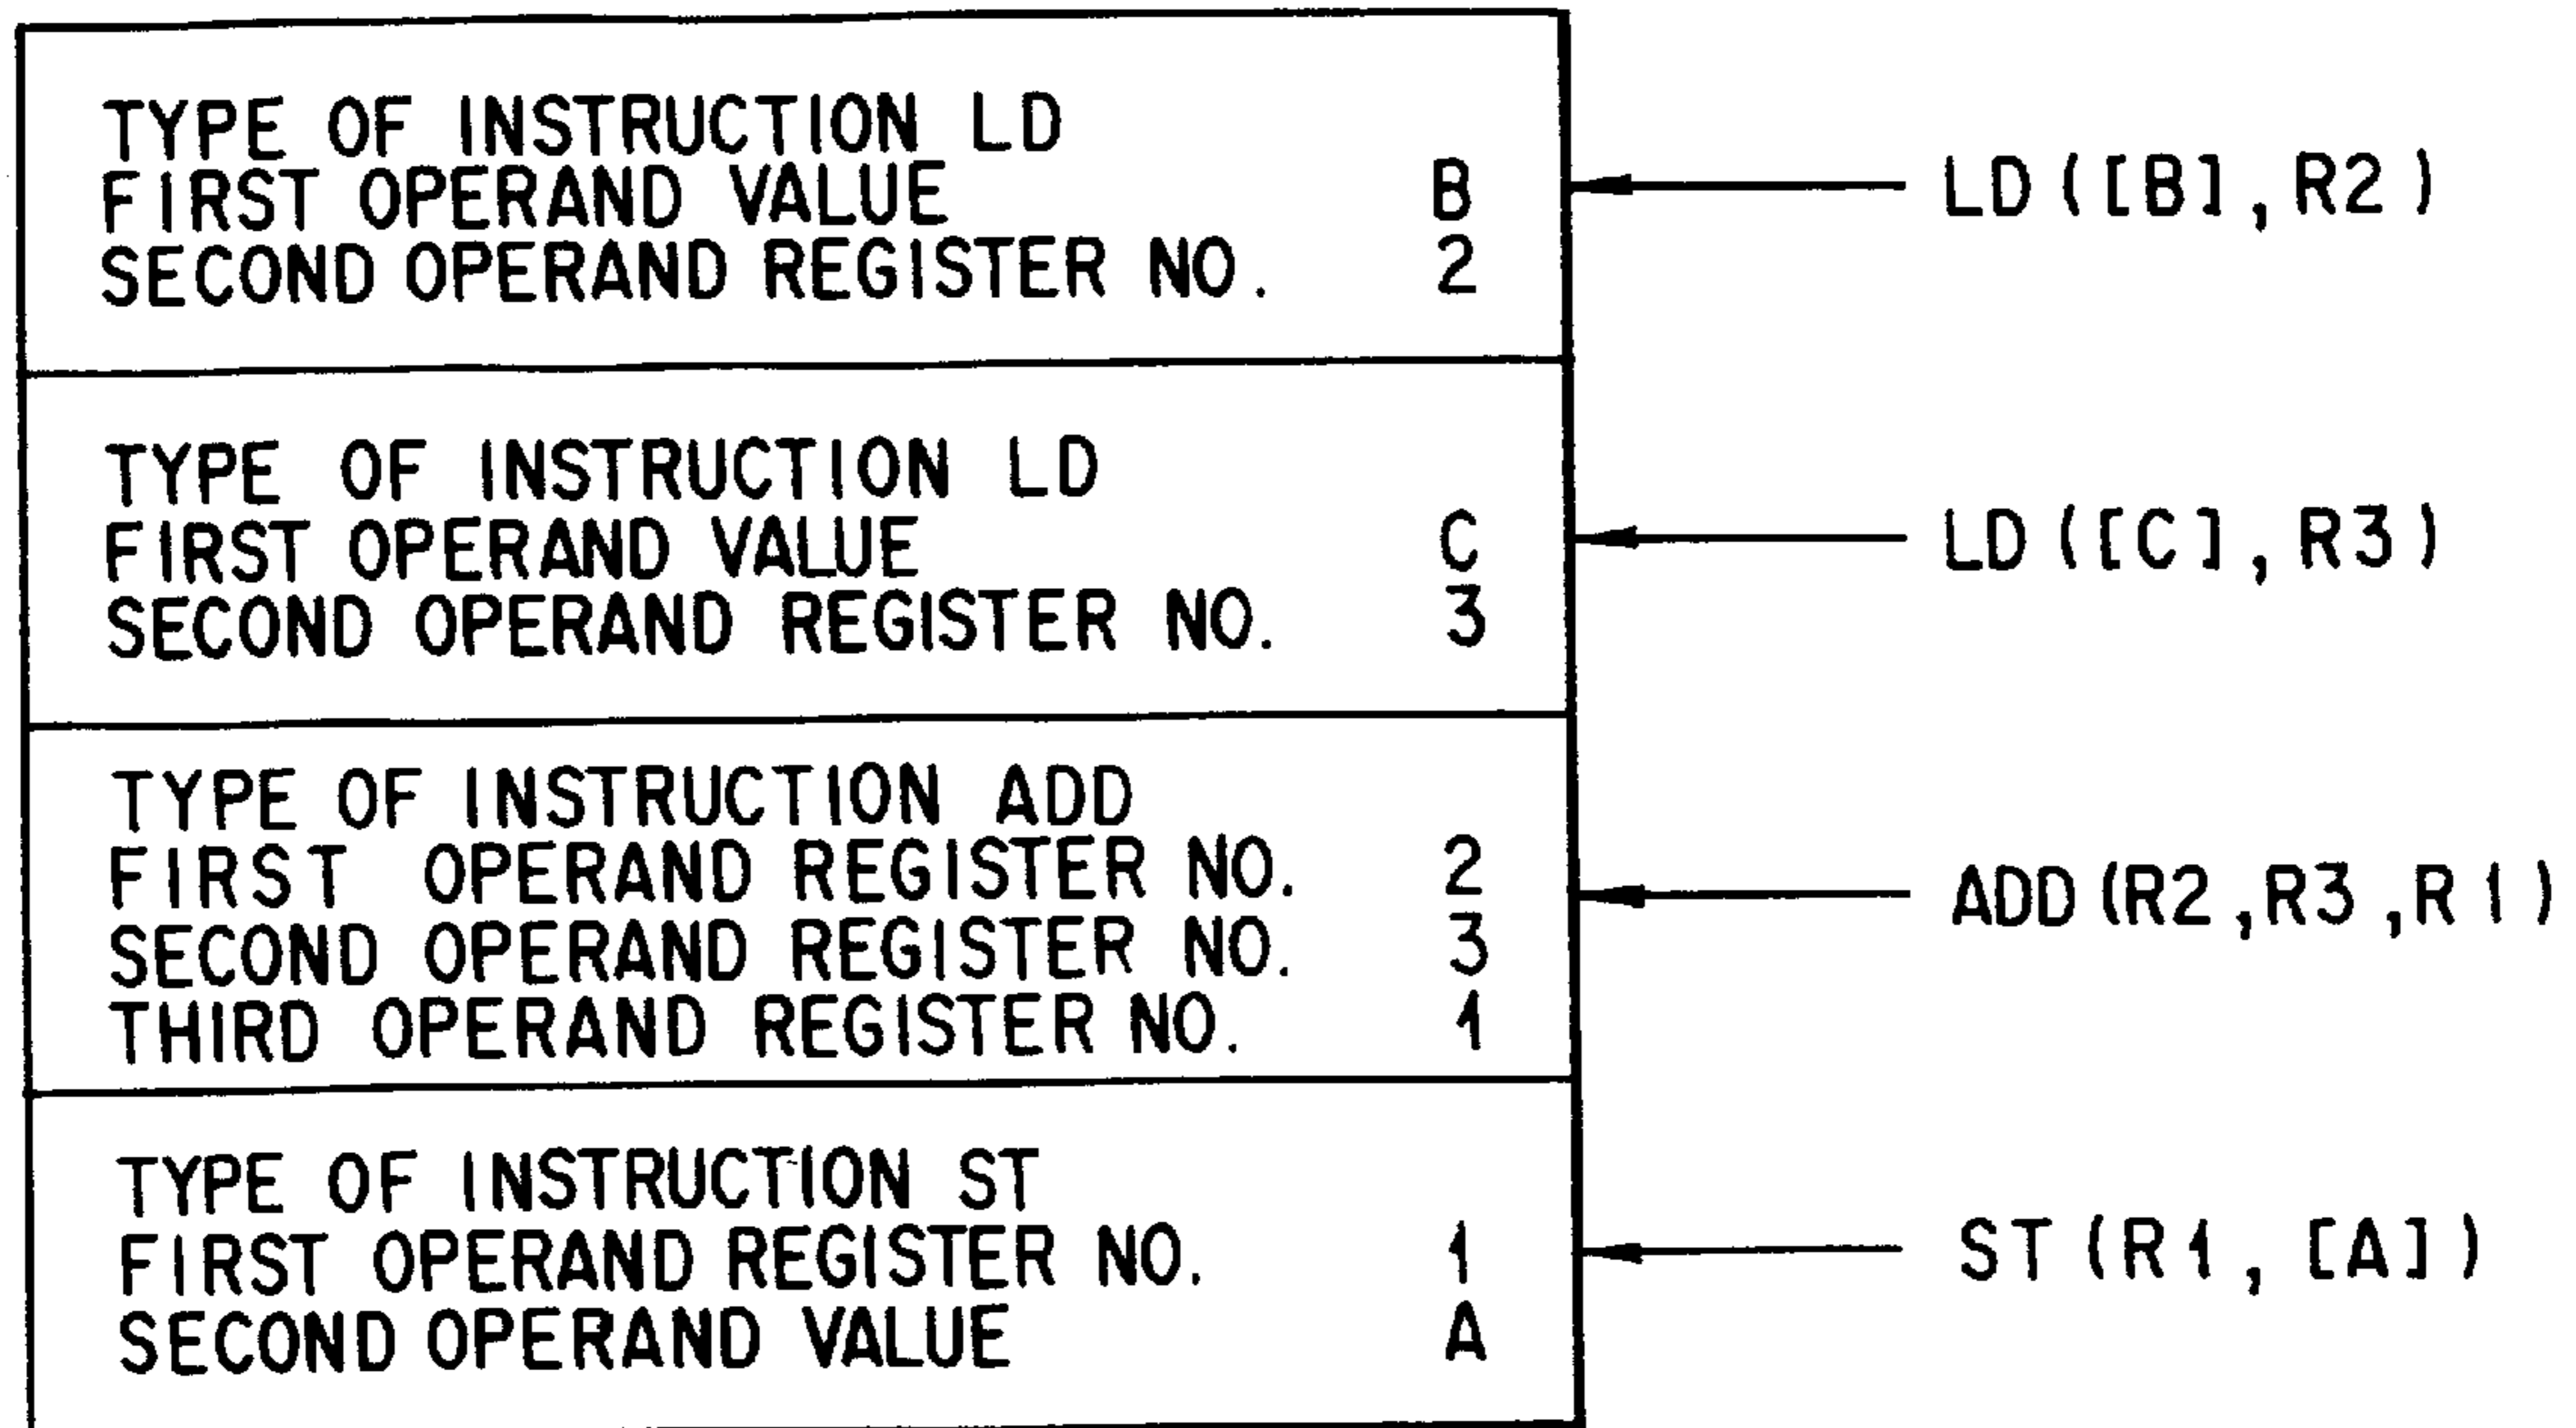 TYPE OF INSTRUCTION LD
FIRST OPERAND VALUE B
SECOND OPERAND REGISTER NO. 2
LD([B],R2)
TYPE OF INSTRUCTION LD
FIRST OPERAND VALUE C
SECOND OPERAND REGISTER NO. 3
LD([C],R3)
TYPE OF INSTRUCTION ADD
FIRST OPERAND REGISTER NO. 2
SECOND OPERAND REGISTER NO. 3
THIRD OPERAND REGISTER NO. 1
ADD(R2,R3,R1)
TYPE OF INSTRUCTION ST
FIRST OPERAND REGISTER NO. 1
SECOND OPERAND VALUE A
ST(R1,[A])